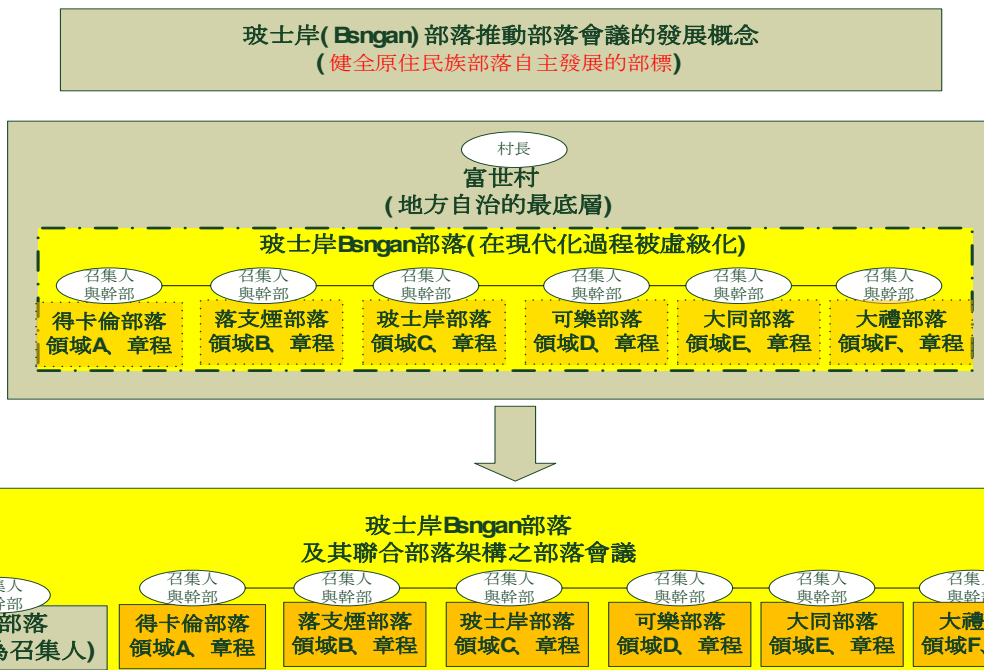 玻士岸(Bsngan)部落推動部落會議的發展概念
(健全原住民族部落自主發展的部標)
村長
富世村
(地方自治的最底層)
玻士岸Bsngan部落(在現代化過程被虛級化)
召集人
與幹部
召集人
與幹部
召集人
與幹部
召集人
與幹部
召集人
與幹部
召集人
與幹部
得卡倫部落
領域A、章程
落支煙部落
領域B、章程
玻士岸部落
領域C、章程
可樂部落
領域D、章程
大同部落
領域E、章程
大禮部落
領域F、章程
玻士岸Bsngan部落
及其聯合部落架構之部落會議
集人
幹部
部落
為召集人)
召集人
與幹部
得卡倫部落
領域A、章程
召集人
與幹部
落支煙部落
領域B、章程
召集人
與幹部
玻士岸部落
領域C、章程
召集人
與幹部
可樂部落
領域D、章程
召集人
與幹部
大同部落
領域E、章程
召集人
與幹部
大禮
領域F、